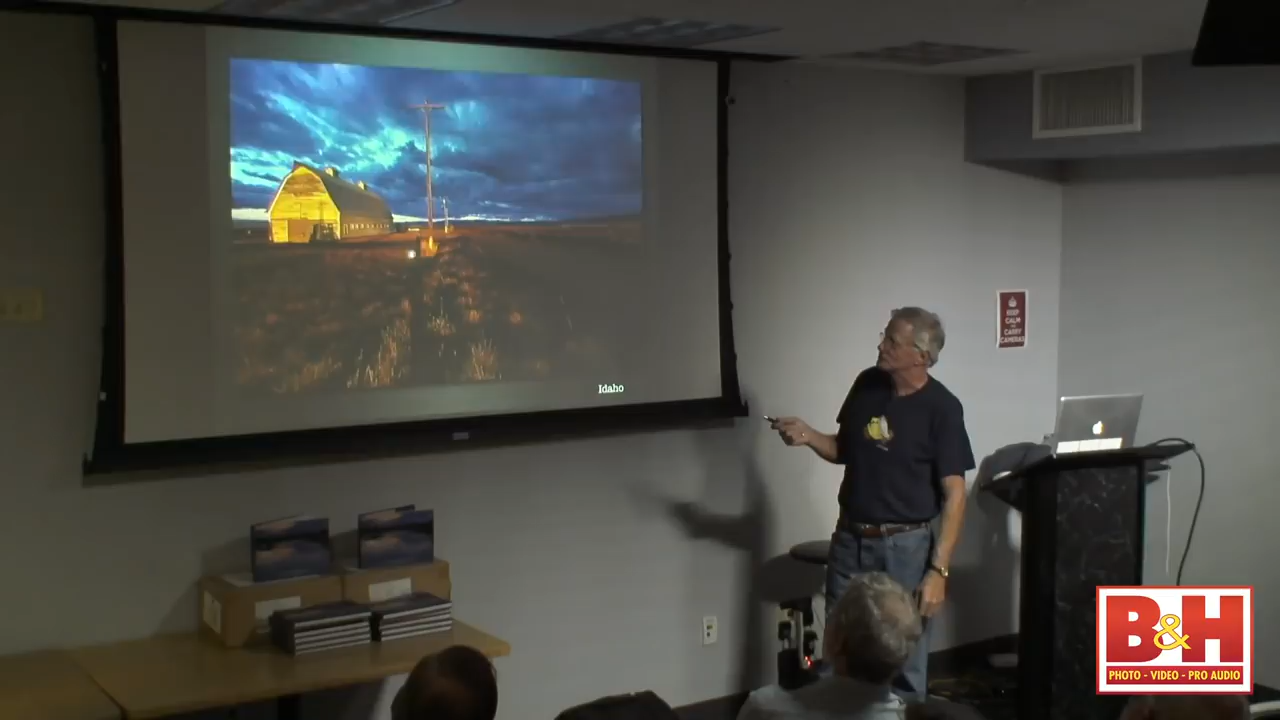 Idaho
KEEP
CALM
AND
CARRY
CAMERAS
B&H
PHOTO - VIDEO - PRO AUDIO